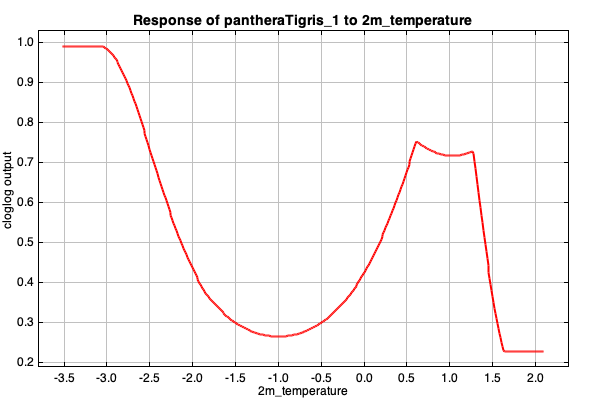 Response of pantheraTigris_1 to 2m_temperature
1.0
0.9
0.8
0.7
0.6
0.5
0.4
0.3
0.2
cloglog output
-3.5 -3.0 -2.5 -2.0 -1.5 -1.0 -0.5 0.0 0.5 1.0 1.5 2.0
2m_temperature